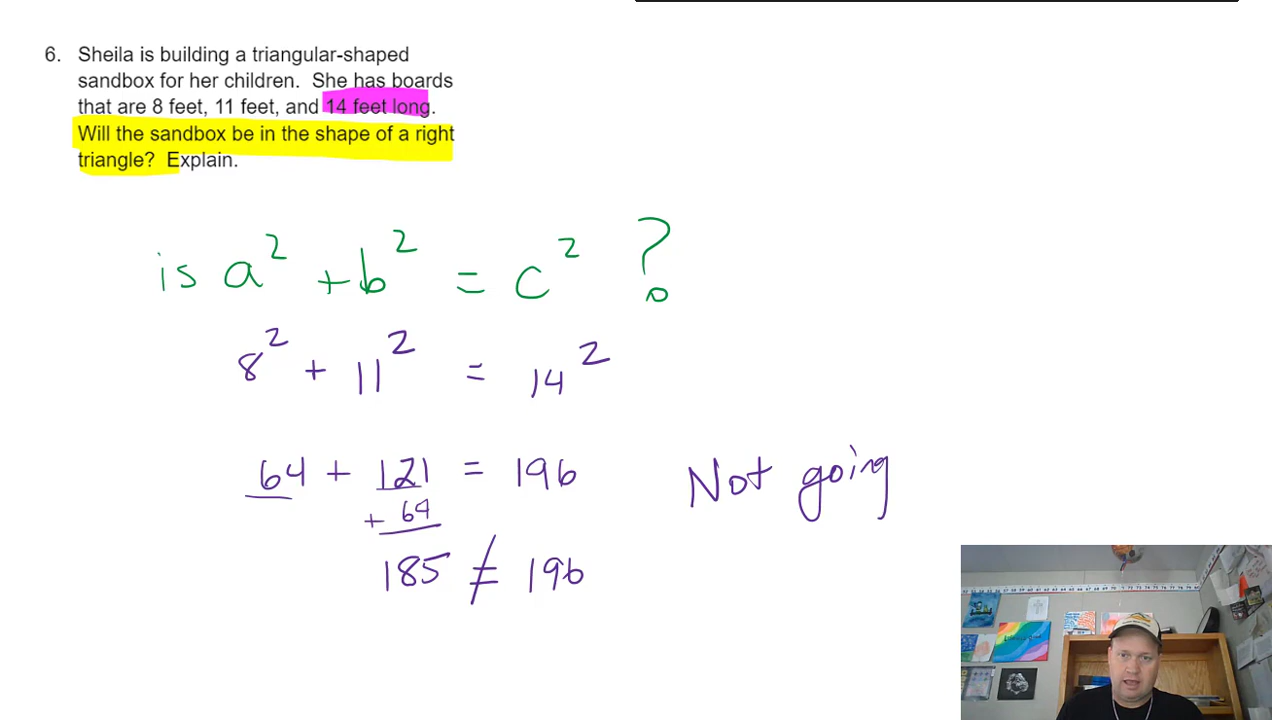 6. Sheila is building a triangular-shaped
sandbox for her children. She has boards
that are 8 feet, 11 feet, and 14 feet long.
Will the sandbox be in the shape of a right
triangle? Explain.
is a² + b² = c² ?
8² + 11² = 14²
64 + 121 = 196
+ 64
185 ≠ 196
Not going